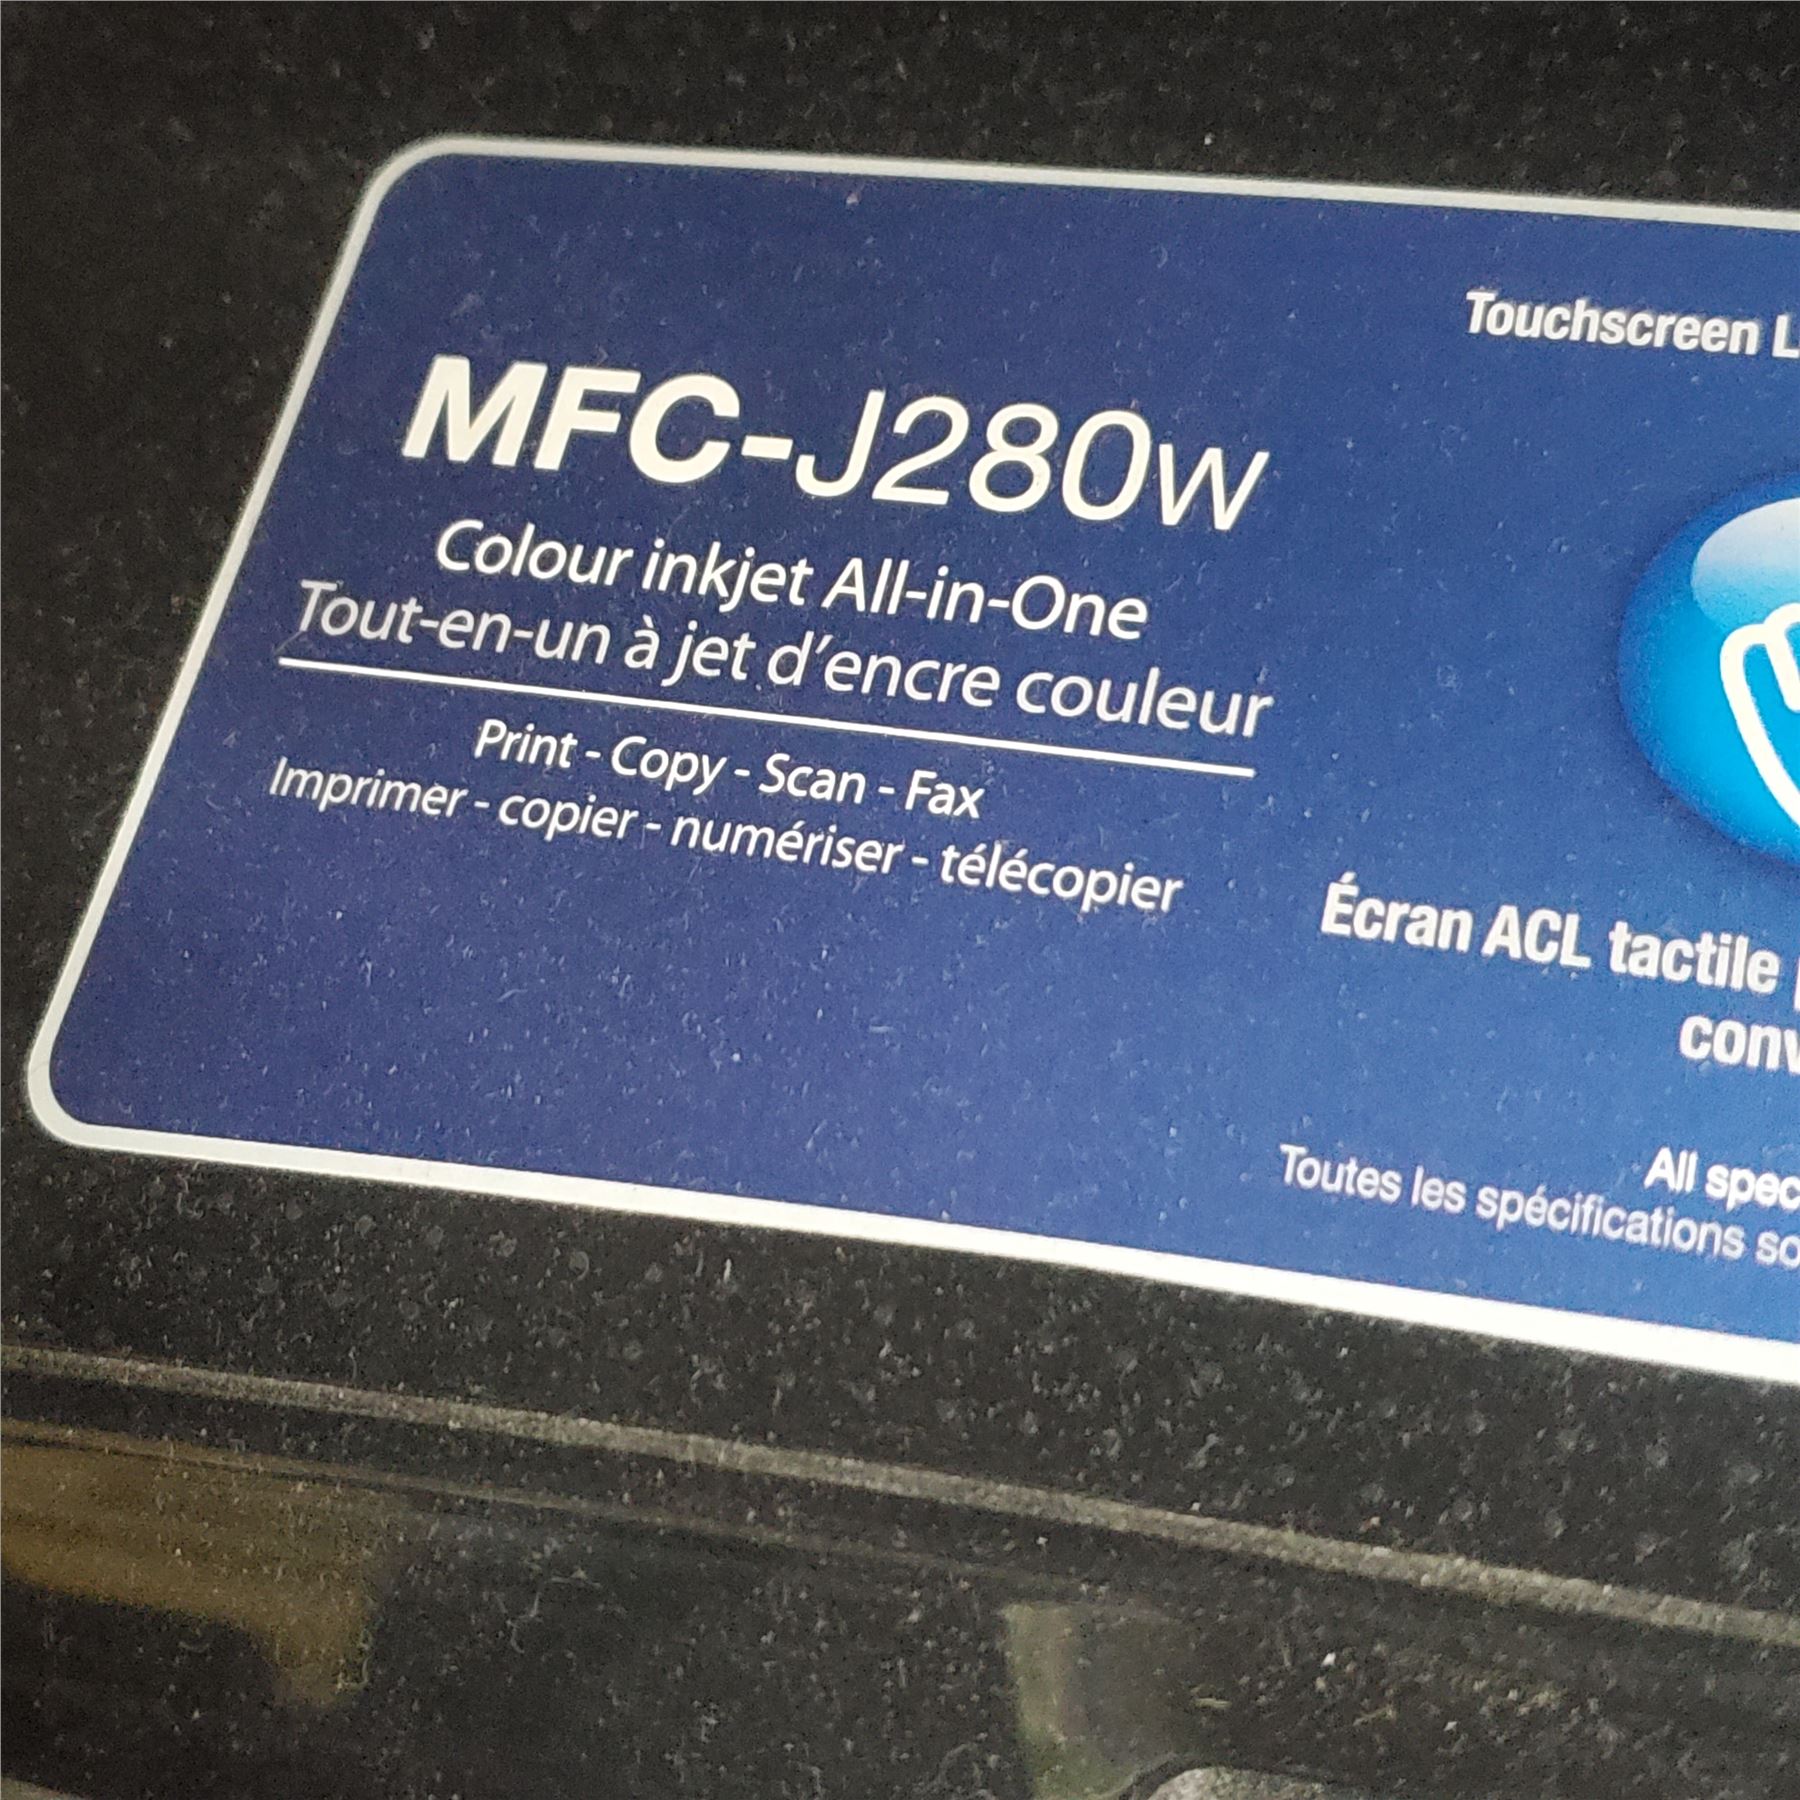 MFC-J280W
Colour inkjet All-in-One
Tout-en-un à jet d'encre couleur
Print - Copy - Scan - Fax
Imprimer - copier - numériser - télécopier
Touchscreen
Écran ACL tactile
Toutes les spécifications
All